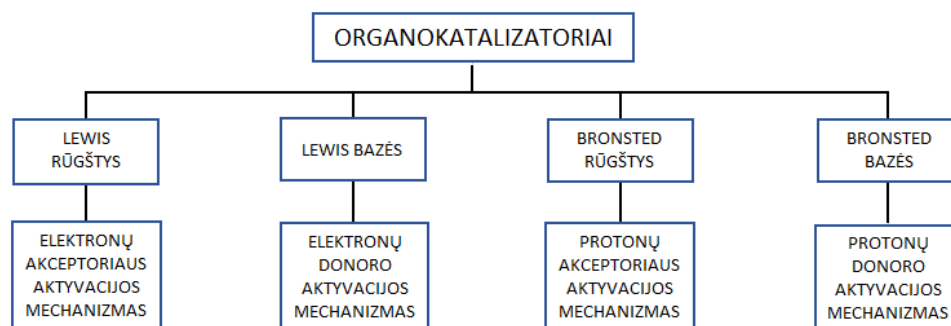 ORGANOKATALIZATORIAI
LEWIS
RŪGŠTYS
LEWIS BAZĖS
BRONSTED
RŪGŠTYS
BRONSTED
BAZĖS
ELEKTRONŲ
AKCEPTORIAUS
AKTYVACIJOS
MECHANIZMAS
ELEKTRONŲ
DONORO
AKTYVACIJOS
MECHANIZMAS
PROTONŲ
AKCEPTORIAUS
AKTYVACIJOS
MECHANIZMAS
PROTONŲ
DONORO
AKTYVACIJOS
MECHANIZMAS